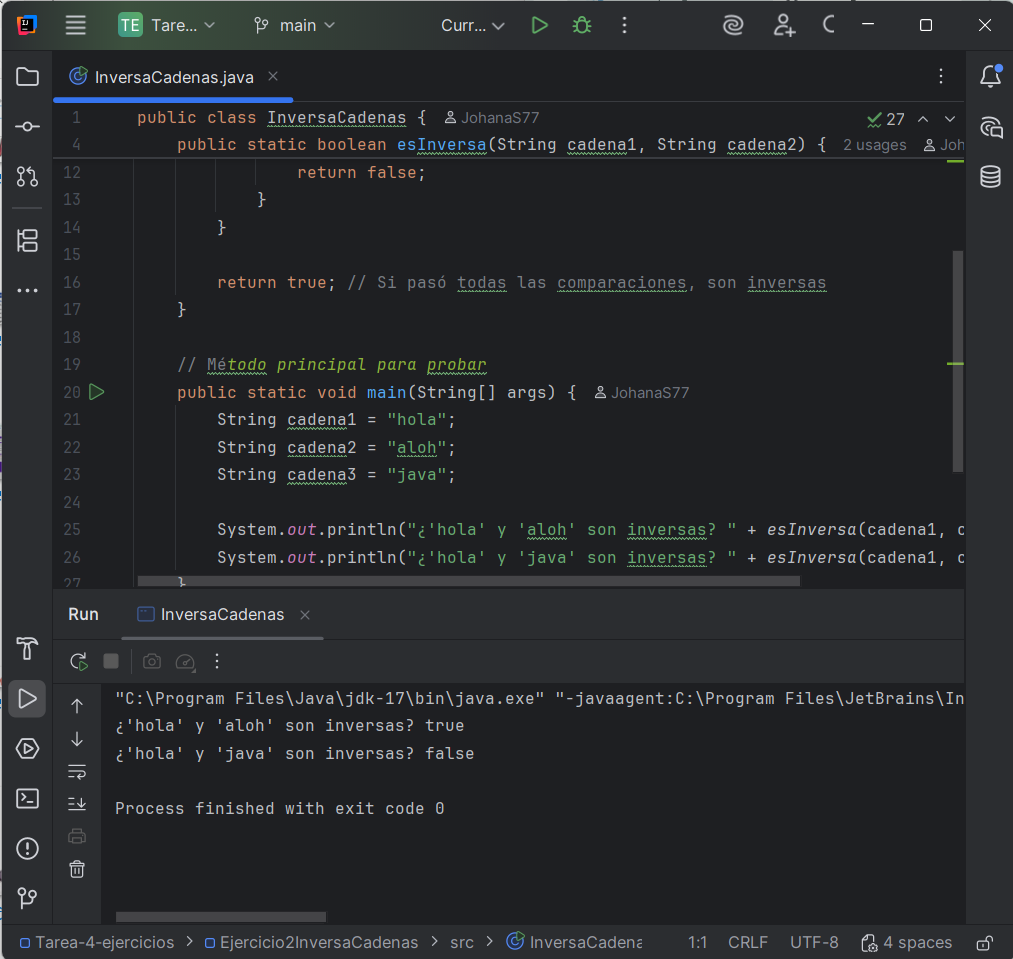 TE Tare... main Curr...
InversaCadenas.java
1 public class InversaCadenas { JohanaS77 27
4 public static boolean esInversa(String cadena1, String cadena2) { 2 usages Joh
12 return false;
13 }
14 }
15
16 return true; // Si pasó todas las comparaciones, son inversas
17 }
18
19 // Método principal para probar
20 public static void main(String[] args) { JohanaS77
21 String cadena1 = "hola";
22 String cadena2 = "aloh";
23 String cadena3 = "java";
24
25 System.out.println("¿'hola' y 'aloh' son inversas? " + esInversa(cadena1, c
26 System.out.println("¿'hola' y 'java' son inversas? " + esInversa(cadena1, c
27 }
Run InversaCadenas
"C:\Program Files\Java\jdk-17\bin\java.exe" "-javaagent:C:\Program Files\JetBrains\In
¿'hola' y 'aloh' son inversas? true
¿'hola' y 'java' son inversas? false
Process finished with exit code 0
Tarea-4-ejercicios > Ejercicio2InversaCadenas > src > InversaCadena 1:1 CRLF UTF-8 4 spaces